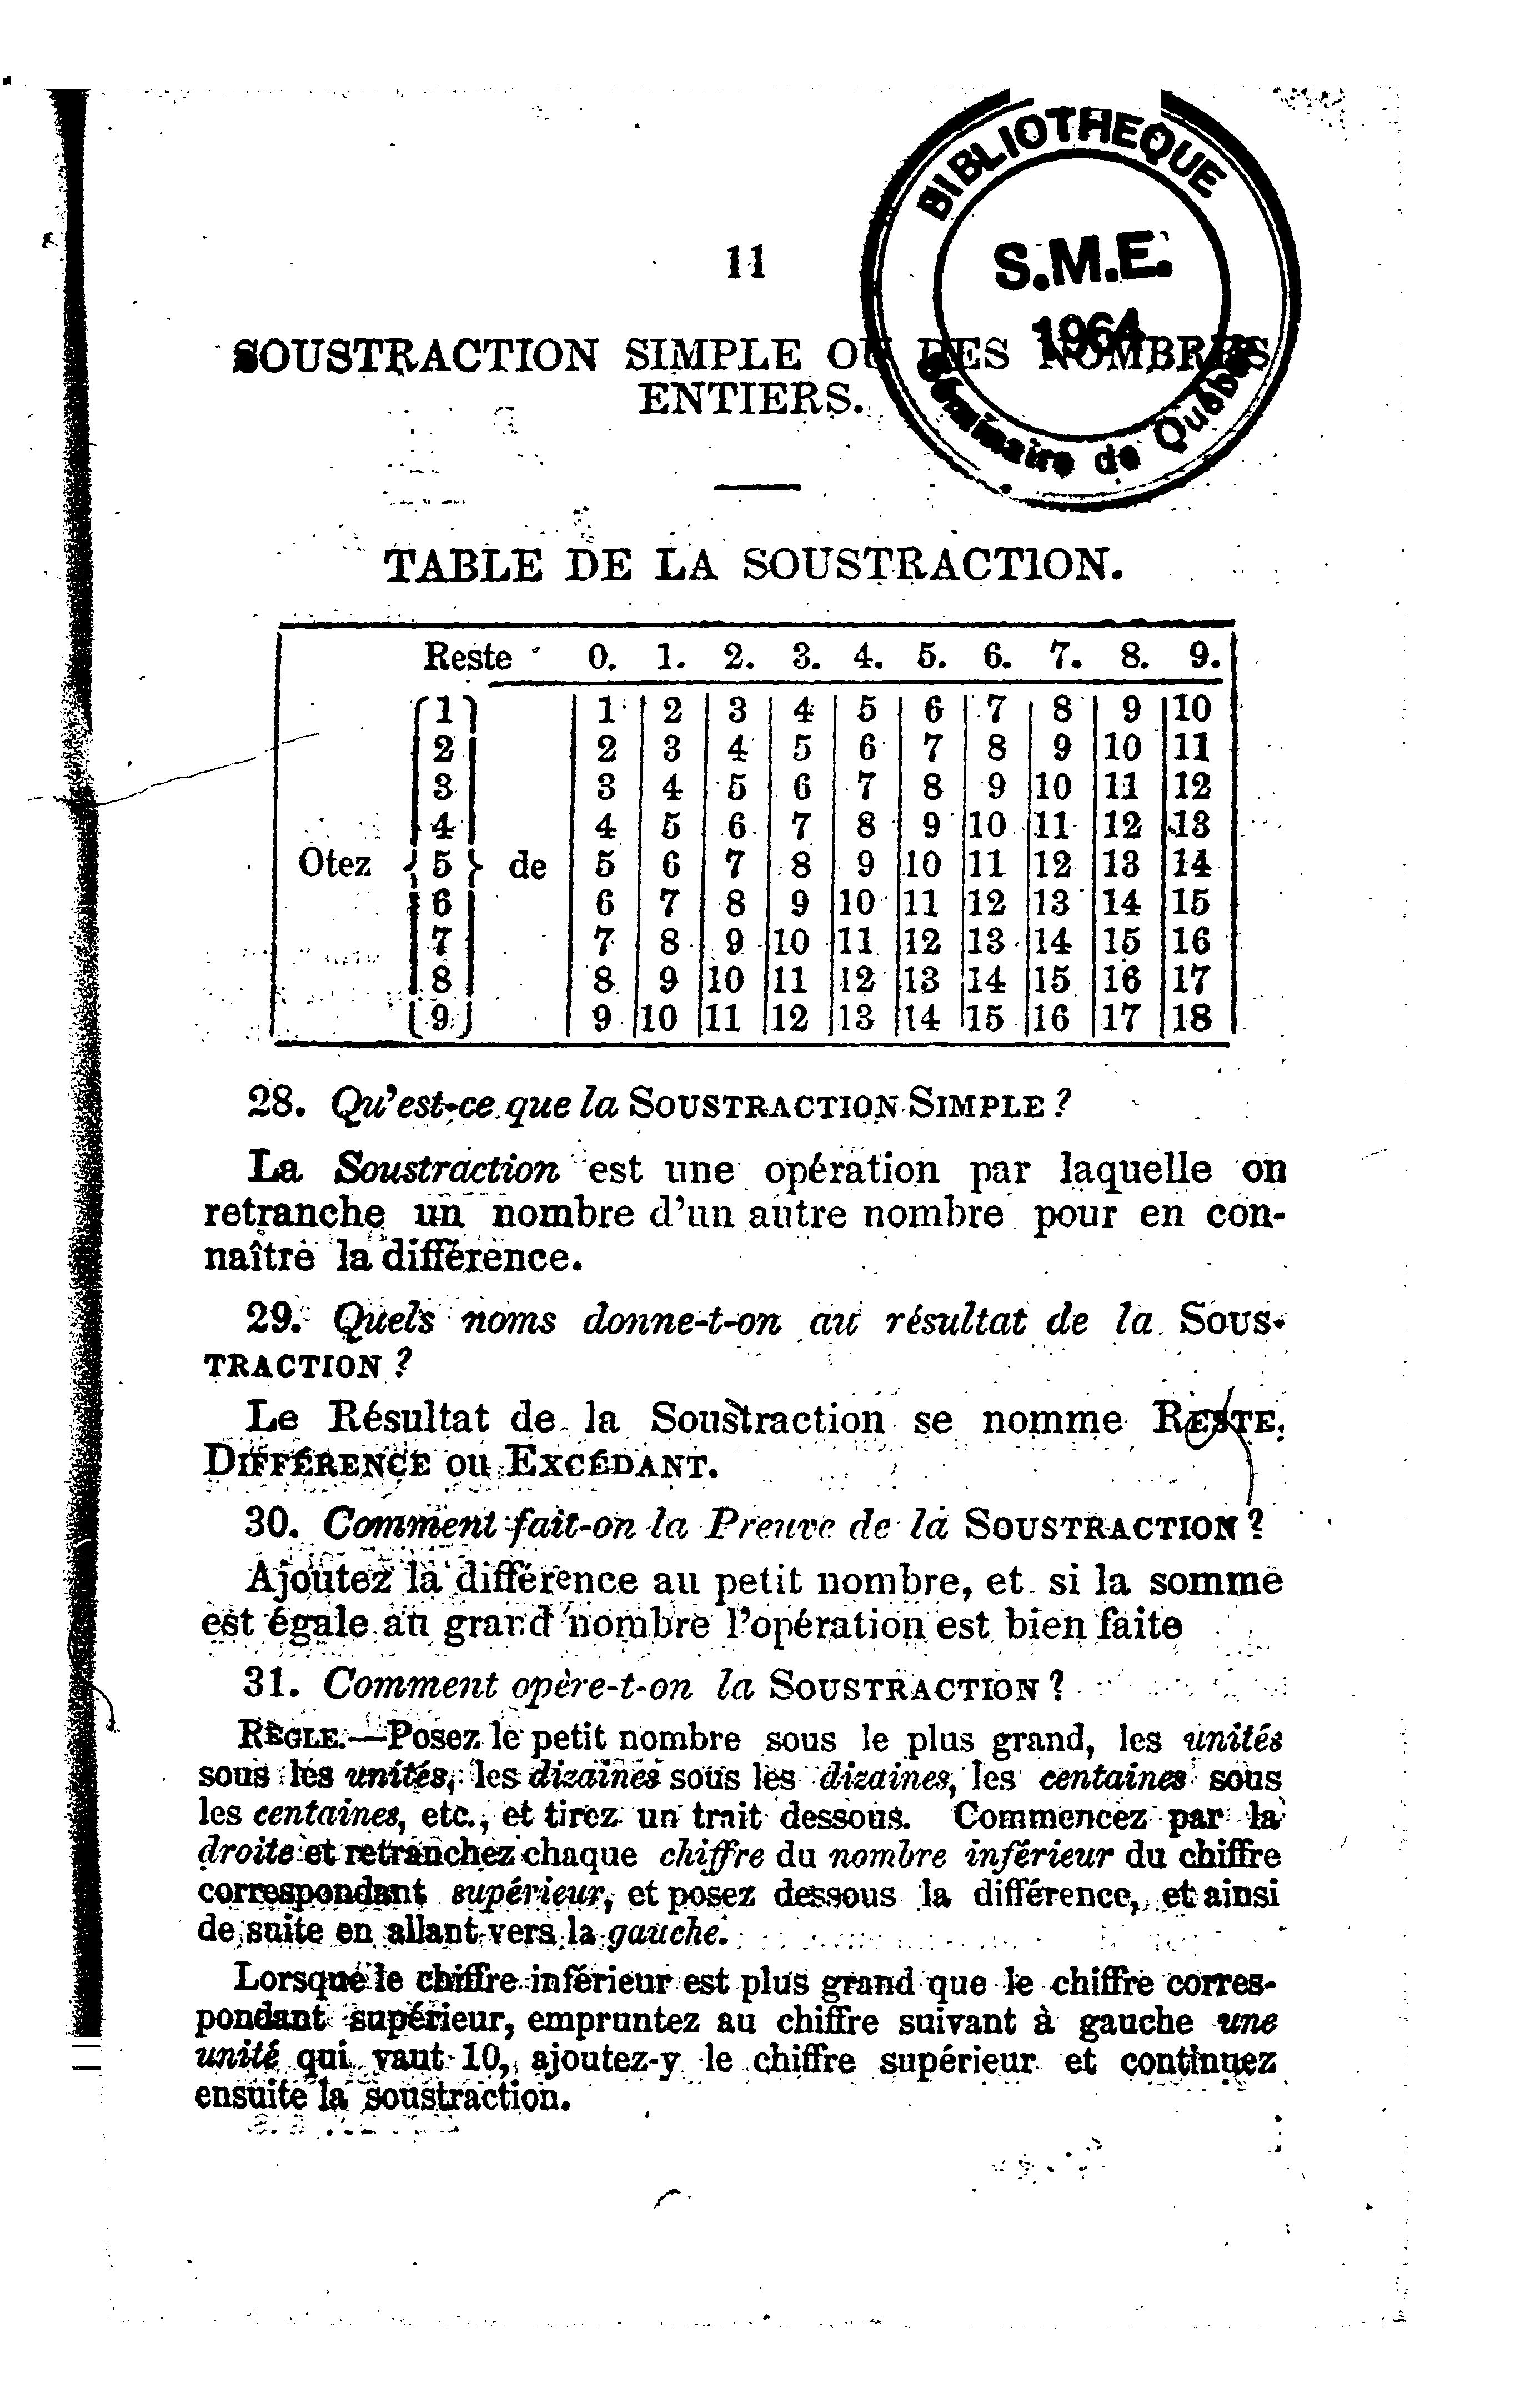 BIBLIOTHEQUE
S.M.E.
1964
Séminaire de Québec
11
SOUSTRACTION SIMPLE OU DES NOMBRES
ENTIERS.
TABLE DE LA SOUSTRACTION.
Reste 0. 1. 2. 3. 4. 5. 6. 7. 8. 9.
1 1 2 3 4 5 6 7 8 9 10
2 2 3 4 5 6 7 8 9 10 11
3 3 4 5 6 7 8 9 10 11 12
4 4 5 6 7 8 9 10 11 12 13
Otez 5 de 5 6 7 8 9 10 11 12 13 14
6 6 7 8 9 10 11 12 13 14 15
7 7 8 9 10 11 12 13 14 15 16
8 8 9 10 11 12 13 14 15 16 17
9 9 10 11 12 13 14 15 16 17 18
28. Qu'est-ce que la SOUSTRACTION SIMPLE ?
La Soustraction est une opération par laquelle on
retranche un nombre d'un autre nombre pour en con-
naître la différence.
29. Quels noms donne-t-on au résultat de la SOUS-
TRACTION ?
Le Résultat de la Soustraction se nomme RESTE,
DIFFÉRENCE ou EXCÉDANT.
30. Comment fait-on la Preuve de la SOUSTRACTION ?
Ajoutez la différence au petit nombre, et si la somme
est égale au grand nombre l'opération est bien faite
31. Comment opère-t-on la SOUSTRACTION ?
RÈGLE.—Posez le petit nombre sous le plus grand, les unités
sous les unités, les dizaines sous les dizaines, les centaines sous
les centaines, etc., et tirez un trait dessous. Commencez par la
droite et retranchez chaque chiffre du nombre inférieur du chiffre
correspondant supérieur, et posez dessous la différence, et ainsi
de suite en allant vers la gauche.
Lorsque le chiffre inférieur est plus grand que le chiffre corres-
pondant supérieur, empruntez au chiffre suivant à gauche une
unité qui vaut 10, ajoutez-y le chiffre supérieur et continuez
ensuite la soustraction.